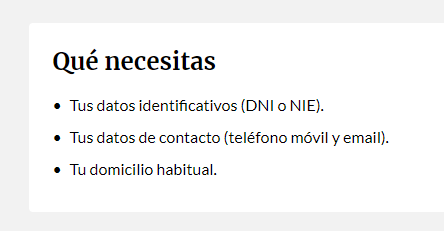 Qué necesitas
• Tus datos identificativos (DNI o NIE).
• Tus datos de contacto (teléfono móvil y email).
• Tu domicilio habitual.